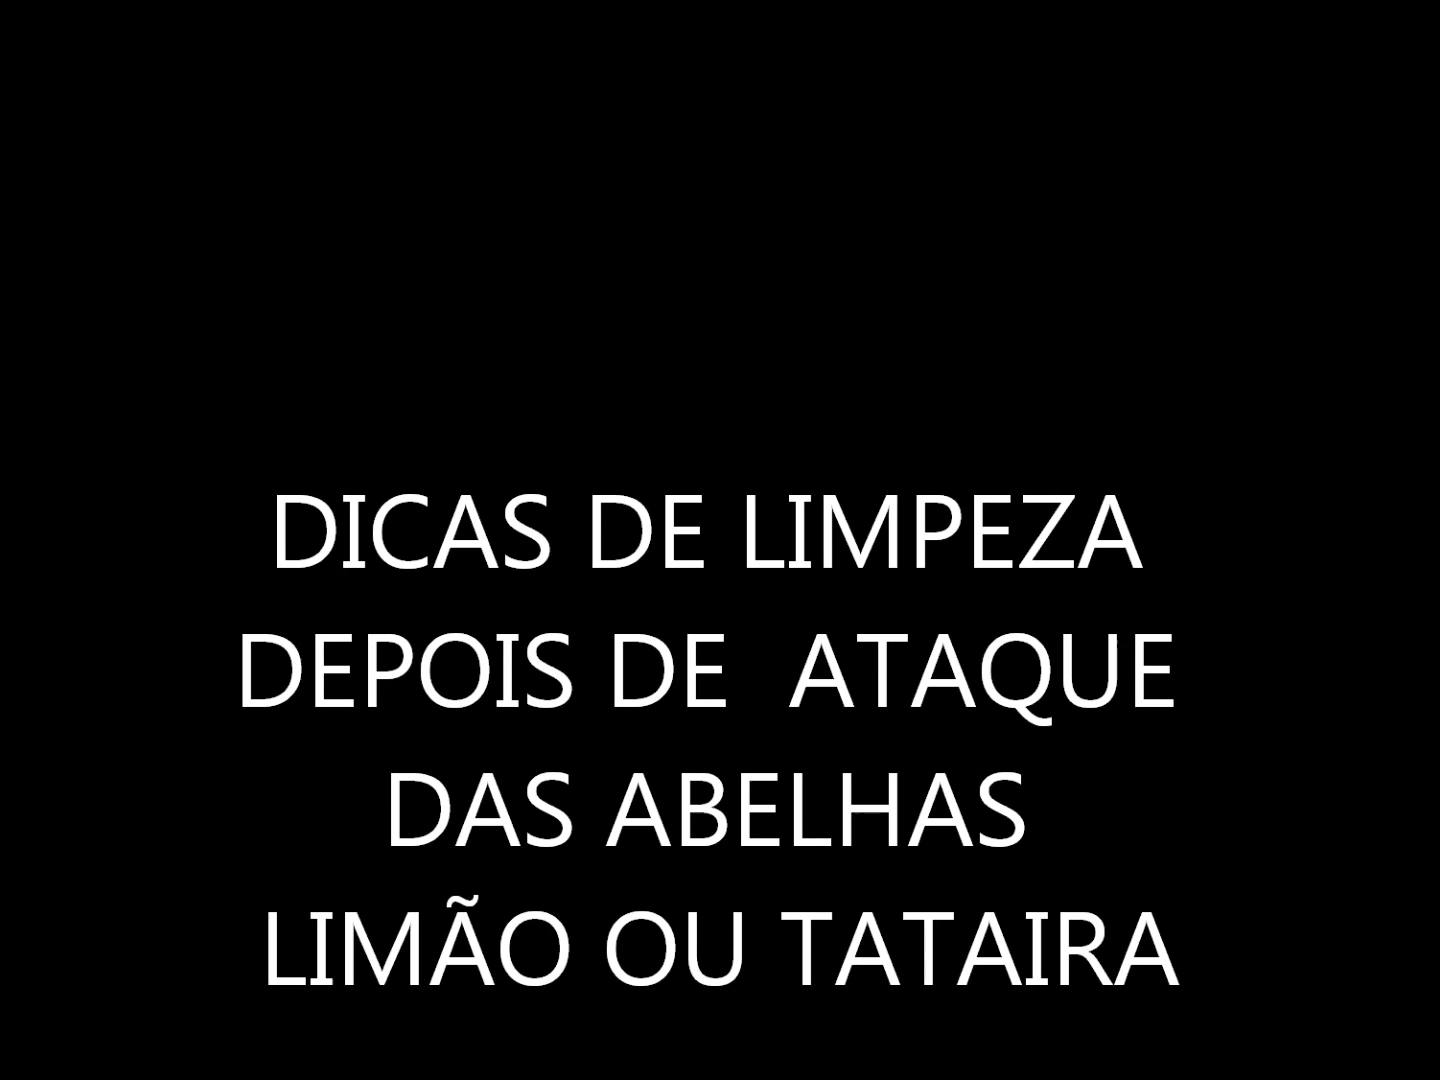 DICAS DE LIMPEZA
DEPOIS DE  ATAQUE
DAS ABELHAS
LIMÃO OU TATAIRA